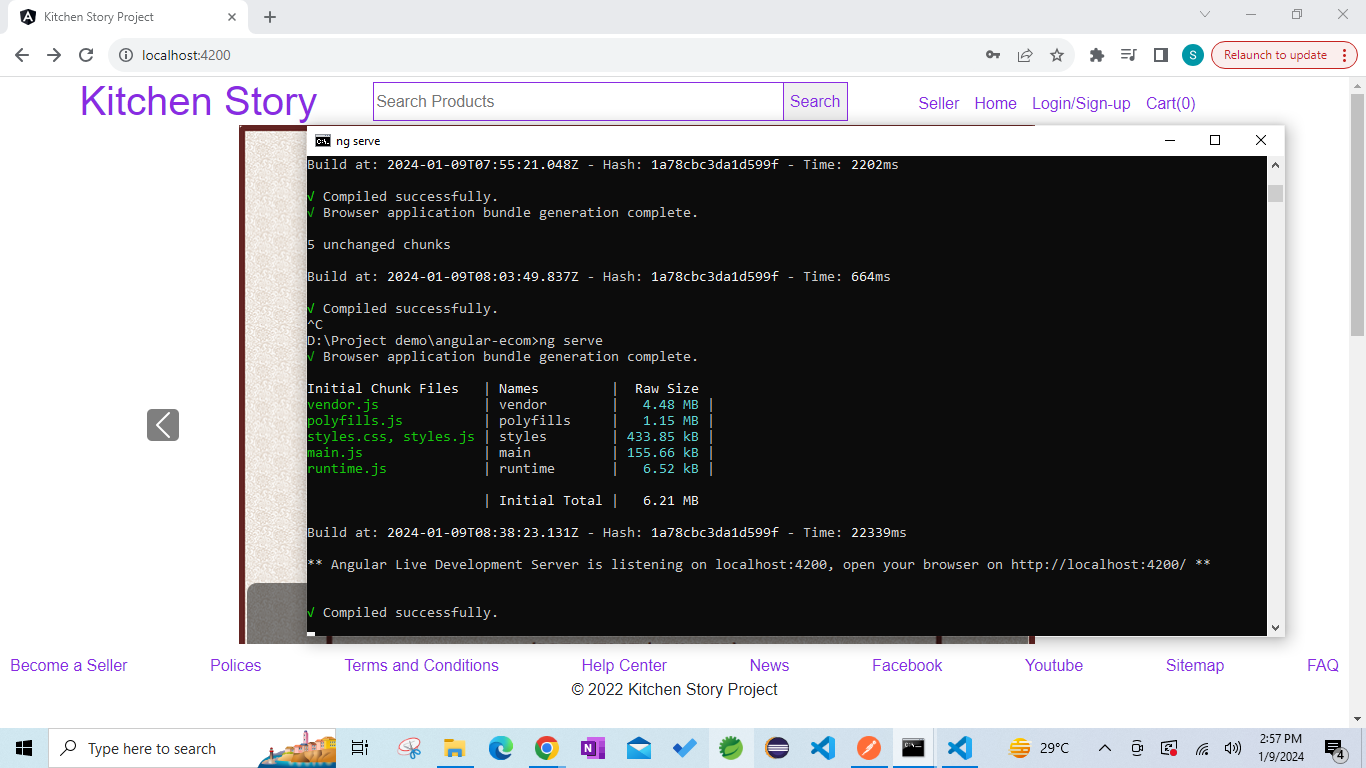 Kitchen Story Project
localhost:4200
S
Relaunch to update
Kitchen Story
Search Products
Search
Seller Home Login/Sign-up Cart(0)
ng serve
Build at: 2024-01-09T07:55:21.048Z - Hash: 1a78cbc3da1d599f - Time: 2202ms
√ Compiled successfully.
√ Browser application bundle generation complete.
5 unchanged chunks
Build at: 2024-01-09T08:03:49.837Z - Hash: 1a78cbc3da1d599f - Time: 664ms
√ Compiled successfully.
^C
D:\Project demo\angular-ecom>ng serve
√ Browser application bundle generation complete.
Initial Chunk Files | Names | Raw Size
vendor.js | vendor | 4.48 MB |
polyfills.js | polyfills | 1.15 MB |
styles.css, styles.js | styles | 433.85 kB |
main.js | main | 155.66 kB |
runtime.js | runtime | 6.52 kB |
| Initial Total | 6.21 MB
Build at: 2024-01-09T08:38:23.131Z - Hash: 1a78cbc3da1d599f - Time: 22339ms
** Angular Live Development Server is listening on localhost:4200, open your browser on http://localhost:4200/ **
√ Compiled successfully.
Become a Seller Polices Terms and Conditions Help Center News Facebook Youtube Sitemap FAQ
© 2022 Kitchen Story Project
Type here to search
29°C
2:57 PM
1/9/2024
4